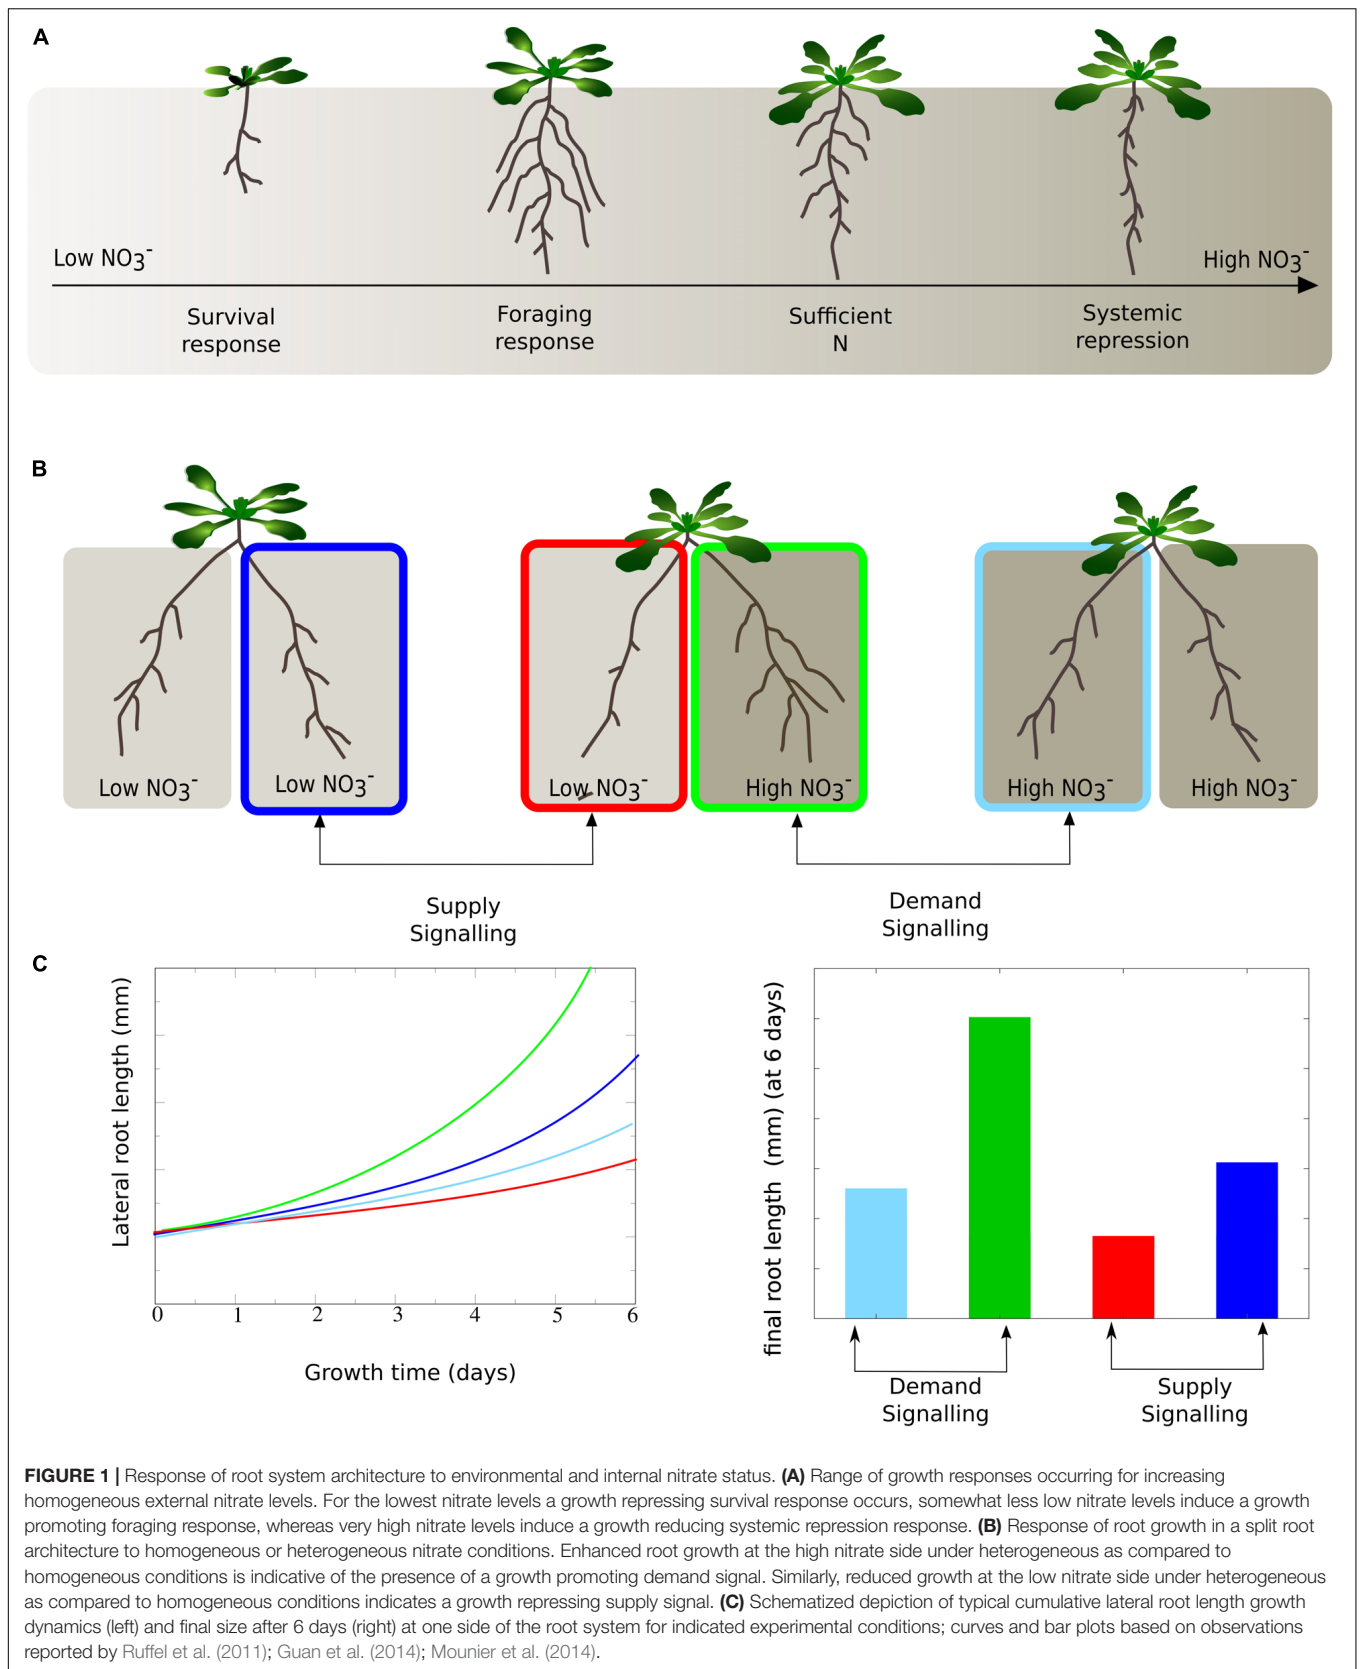 A
Low NO3-
High NO3-
Survival
response
Foraging
response
Sufficient
N
Systemic
repression
B
Low NO3-
Low NO3-
Low NO3-
High NO3-
High NO3-
High NO3-
Supply
Signalling
Demand
Signalling
C
Lateral root length (mm)
0 1 2 3 4 5 6
Growth time (days)
final root length (mm) (at 6 days)
Demand
Signalling
Supply
Signalling
FIGURE 1 | Response of root system architecture to environmental and internal nitrate status. (A) Range of growth responses occurring for increasing
homogeneous external nitrate levels. For the lowest nitrate levels a growth repressing survival response occurs, somewhat less low nitrate levels induce a growth
promoting foraging response, whereas very high nitrate levels induce a growth reducing systemic repression response. (B) Response of root growth in a split root
architecture to homogeneous or heterogeneous nitrate conditions. Enhanced root growth at the high nitrate side under heterogeneous as compared to
homogeneous conditions is indicative of the presence of a growth promoting demand signal. Similarly, reduced growth at the low nitrate side under heterogeneous
as compared to homogeneous conditions indicates a growth repressing supply signal. (C) Schematized depiction of typical cumulative lateral root length growth
dynamics (left) and final size after 6 days (right) at one side of the root system for indicated experimental conditions; curves and bar plots based on observations
reported by Ruffel et al. (2011); Guan et al. (2014); Mounier et al. (2014).